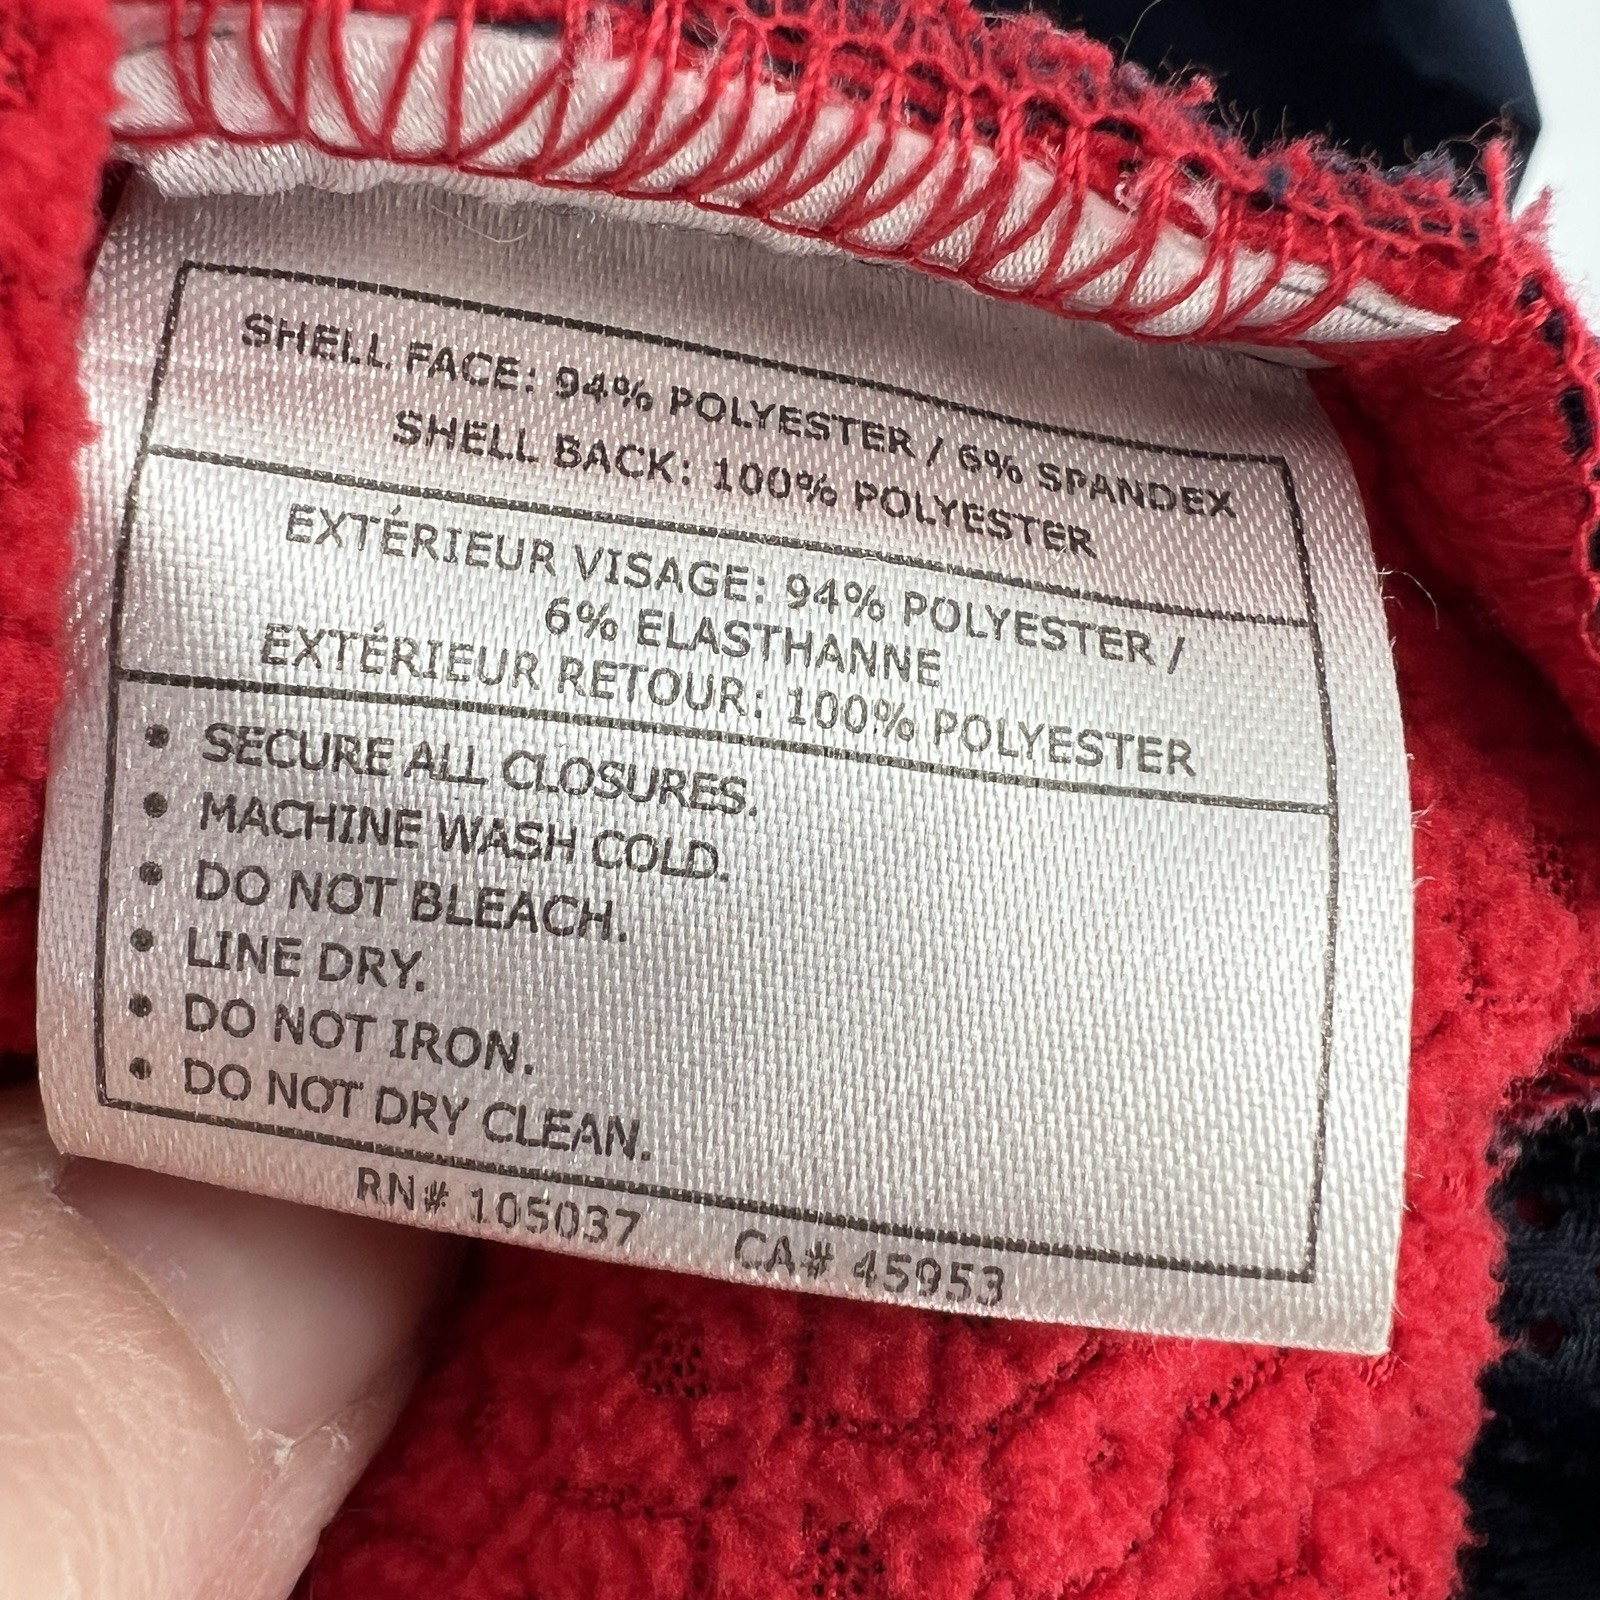 SHELL FACE: 94% POLYESTER / 6% SPANDEX
SHELL BACK: 100% POLYESTER
EXTÉRIEUR VISAGE: 94% POLYESTER /
6% ELASTHANNE
EXTÉRIEUR RETOUR: 100% POLYESTER
• SECURE ALL CLOSURES.
• MACHINE WASH COLD.
• DO NOT BLEACH.
• LINE DRY.
• DO NOT IRON.
• DO NOT DRY CLEAN.
RN# 105037 CA# 45953